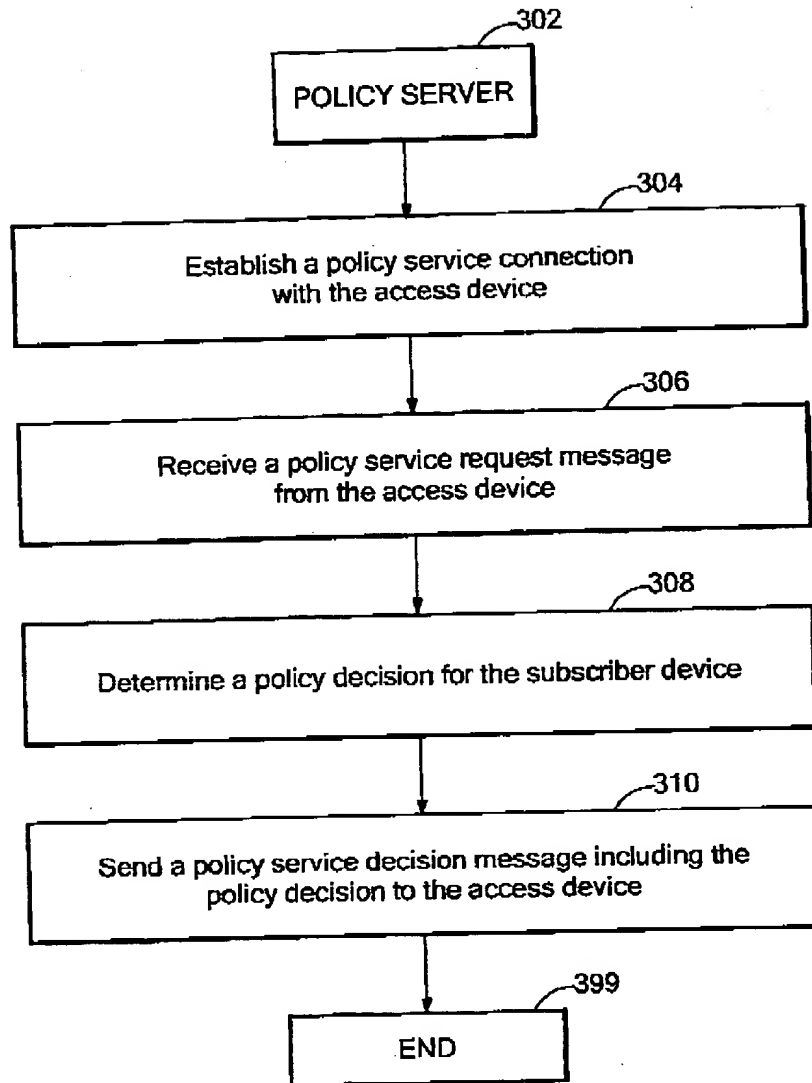 302
POLICY SERVER
304
Establish a policy service connection
with the access device
306
Receive a policy service request message
from the access device
308
Determine a policy decision for the subscriber device
310
Send a policy service decision message including the
policy decision to the access device
399
END